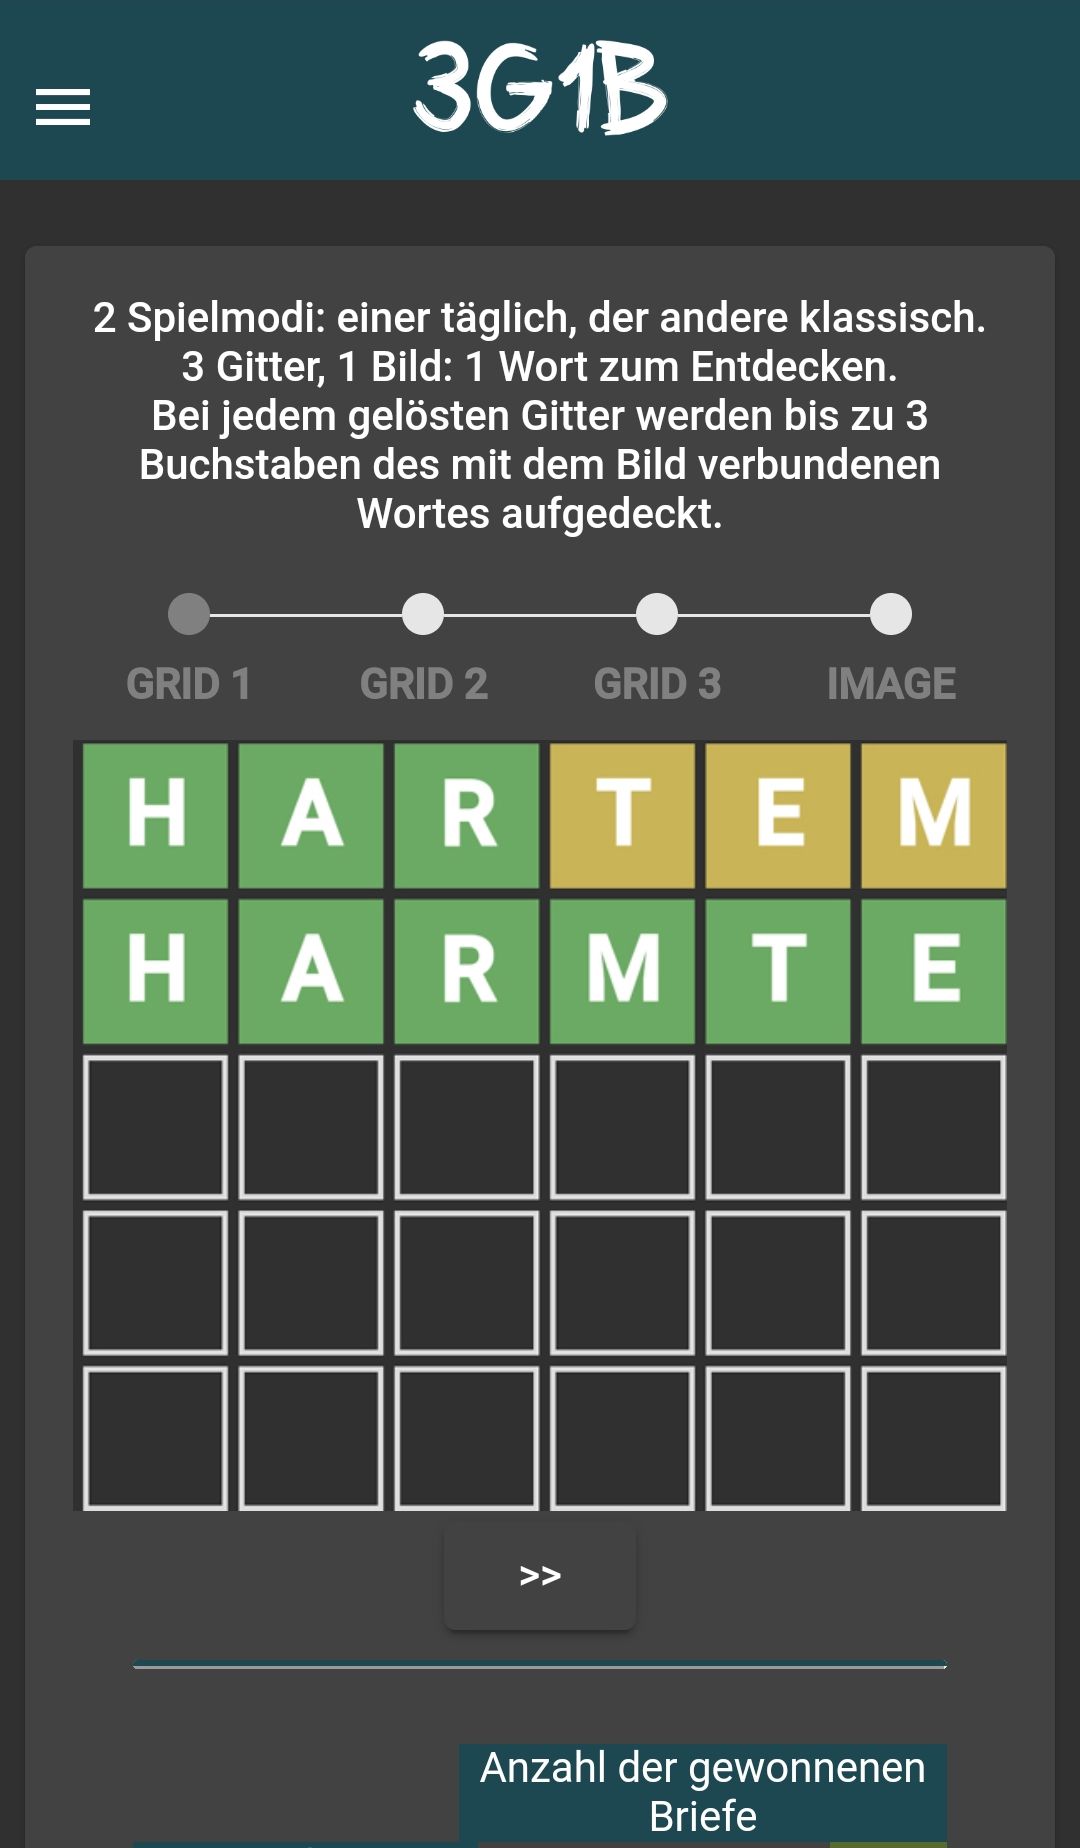 3G1B
2 Spielmodi: einer täglich, der andere klassisch.
3 Gitter, 1 Bild: 1 Wort zum Entdecken.
Bei jedem gelösten Gitter werden bis zu 3
Buchstaben des mit dem Bild verbundenen
Wortes aufgedeckt.
GRID 1 GRID 2 GRID 3 IMAGE
H A R T E M
H A R M T E
>>
Anzahl der gewonnenen
Briefe